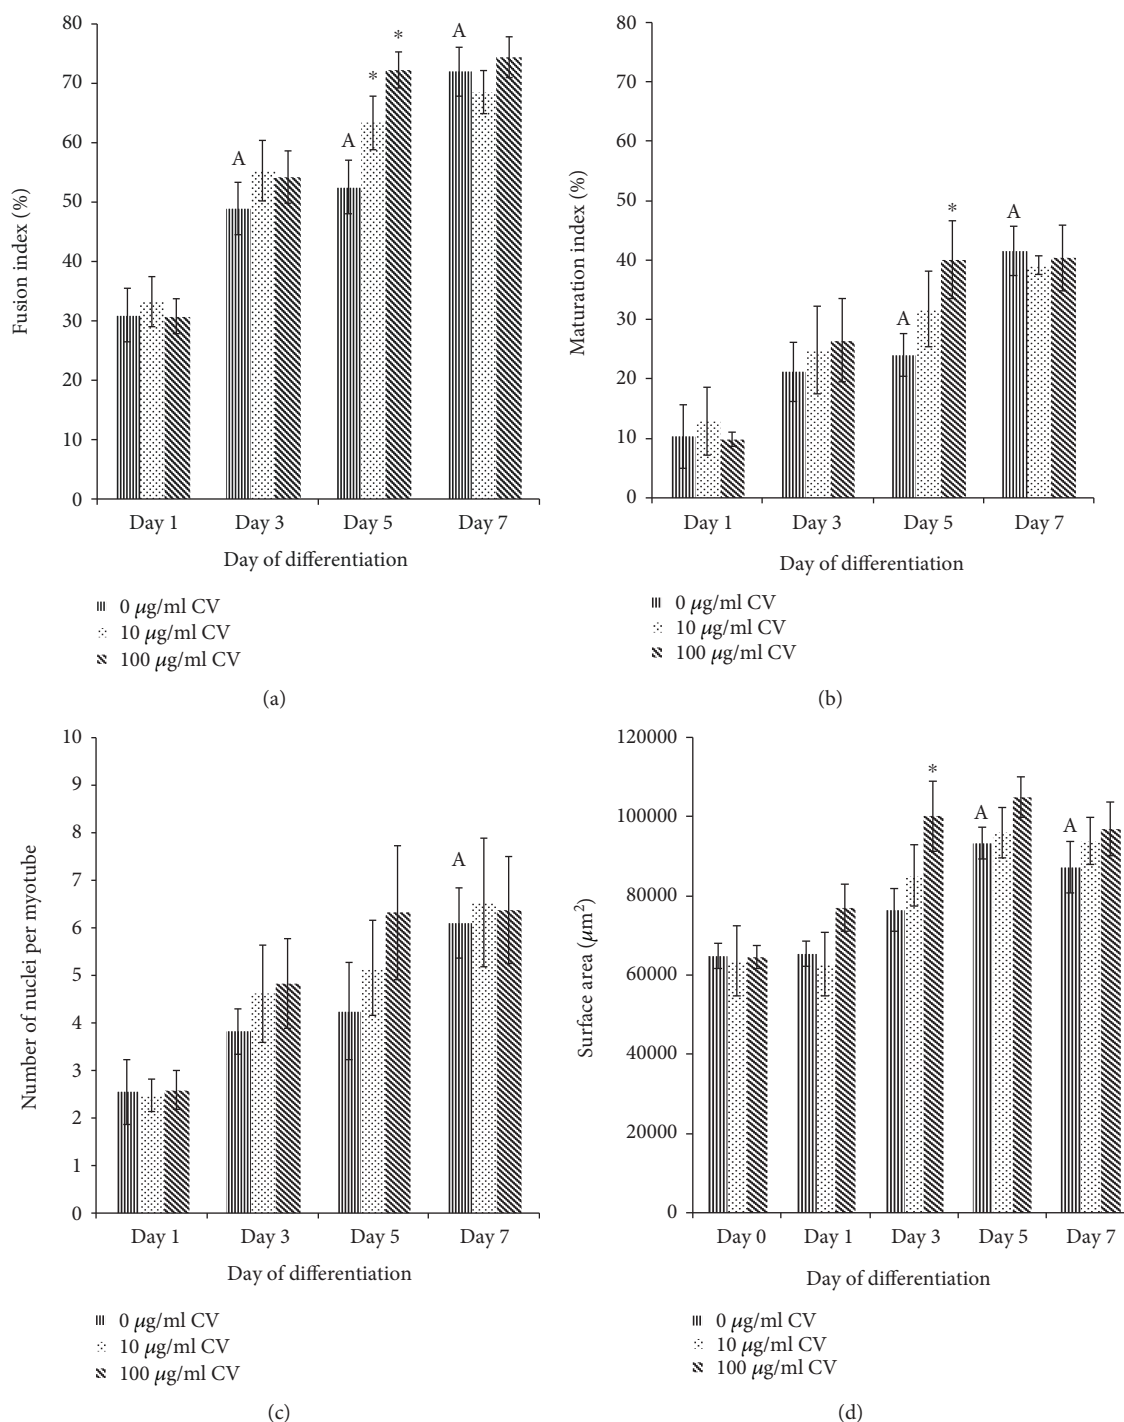 80
70
60
50
40
30
20
10
0
Fusion index (%)
A
A
*
*
A
A
Day 1 Day 3 Day 5 Day 7
Day of differentiation
0 μg/ml CV
10 μg/ml CV
100 μg/ml CV
(a)
80
70
60
50
40
30
20
10
0
Maturation index (%)
A
*
A
Day 1 Day 3 Day 5 Day 7
Day of differentiation
0 μg/ml CV
10 μg/ml CV
100 μg/ml CV
(b)
10
9
8
7
6
5
4
3
2
1
0
Number of nuclei per myotube
A
Day 1 Day 3 Day 5 Day 7
Day of differentiation
0 μg/ml CV
10 μg/ml CV
100 μg/ml CV
(c)
120000
100000
80000
60000
40000
20000
0
Surface area (μm²)
*
A
A
Day 0 Day 1 Day 3 Day 5 Day 7
Day of differentiation
0 μg/ml CV
10 μg/ml CV
100 μg/ml CV
(d)